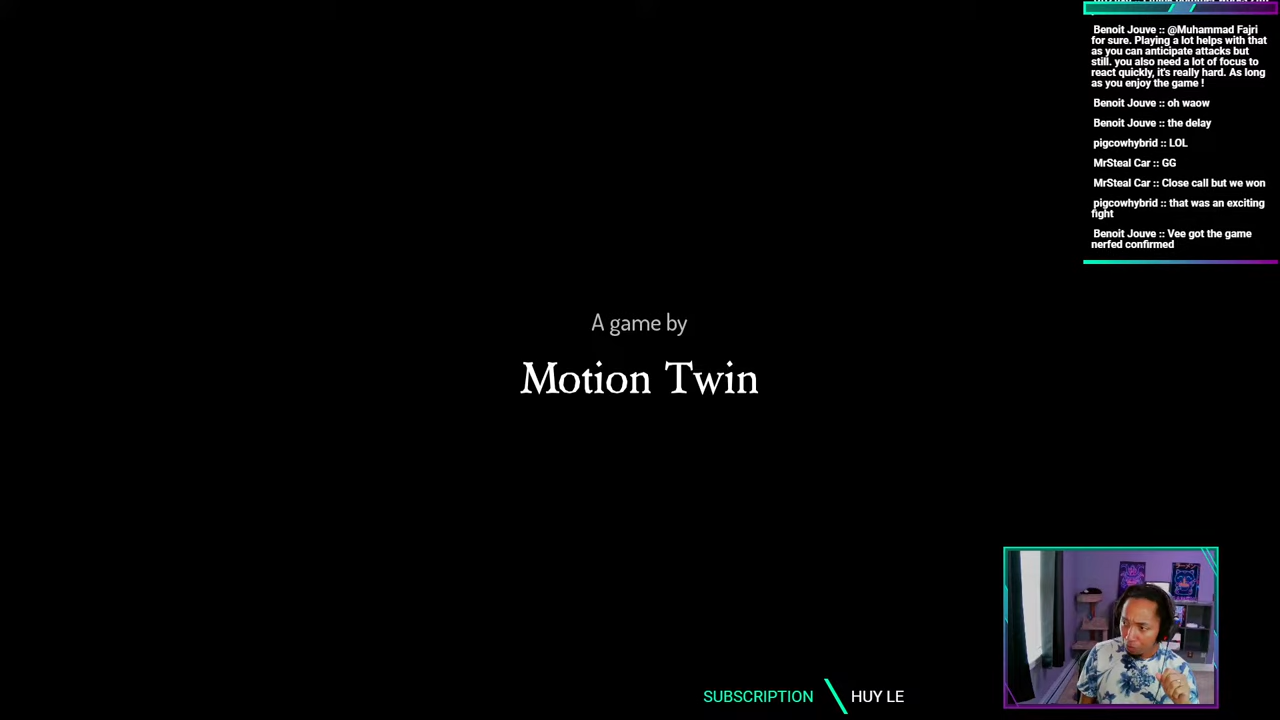 Benoit Jouve :: @Muhammad Fajri
for sure. Playing a lot helps with that
as you can anticipate attacks but
still. you also need a lot of focus to
react quickly, it's really hard. As long
as you enjoy the game !
Benoit Jouve :: oh waow
Benoit Jouve :: the delay
pigcowhybrid :: LOL
MrSteal Car :: GG
MrSteal Car :: Close call but we won
pigcowhybrid :: that was an exciting
fight
Benoit Jouve :: Vee got the game
nerfed confirmed
A game by
Motion Twin
SUBSCRIPTION HUY LE